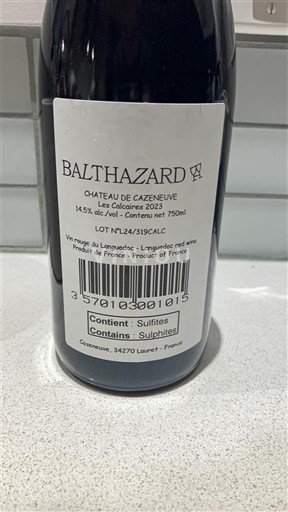 BALTHAZARD
CHATEAU DE CAZENEUVE
Les Calcaires 2023
14.5% alc./vol - Contenu net 750ml
LOT N°L24/319CALC
Vin rouge du Languedoc - Languedoc red wine
Produit de France - Product of France
3 570103 001015
Contient : Sulfites
Contains : Sulphites
Cazeneuve, 34270 Lauret - France